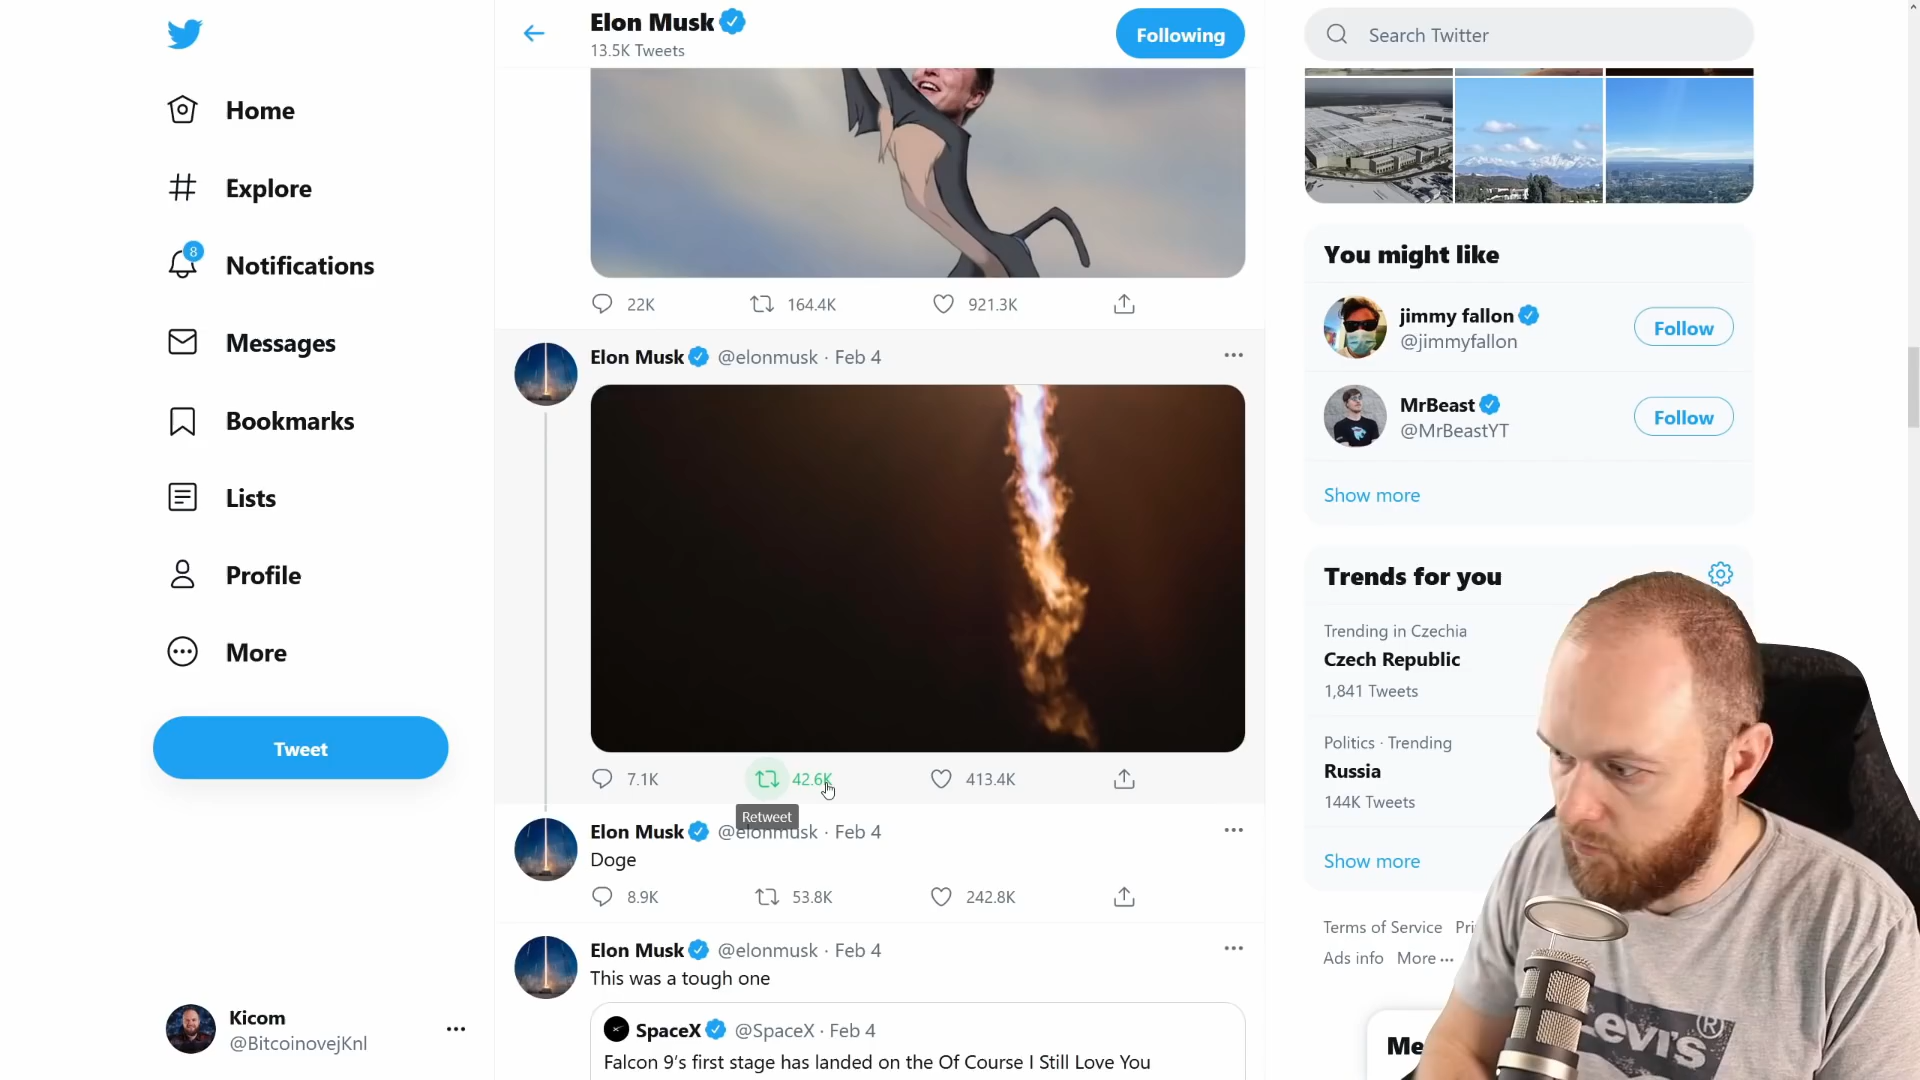 Home
Explore
8
Notifications
Messages
Bookmarks
Lists
Profile
More
Tweet
Kicom
@BitcoinovejKnl
Elon Musk
13.5K Tweets
Following
22K 164.4K 921.3K
Elon Musk @elonmusk · Feb 4
7.1K 42.6K 413.4K
Retweet
Elon Musk @elonmusk · Feb 4
Doge
8.9K 53.8K 242.8K
Elon Musk @elonmusk · Feb 4
This was a tough one
SpaceX @SpaceX · Feb 4
Falcon 9's first stage has landed on the Of Course I Still Love You
Search Twitter
You might like
jimmy fallon
@jimmyfallon
Follow
MrBeast
@MrBeastYT
Follow
Show more
Trends for you
Trending in Czechia
Czech Republic
1,841 Tweets
Politics · Trending
Russia
144K Tweets
Show more
Terms of Service Pri
Ads info More
Me
Levi's